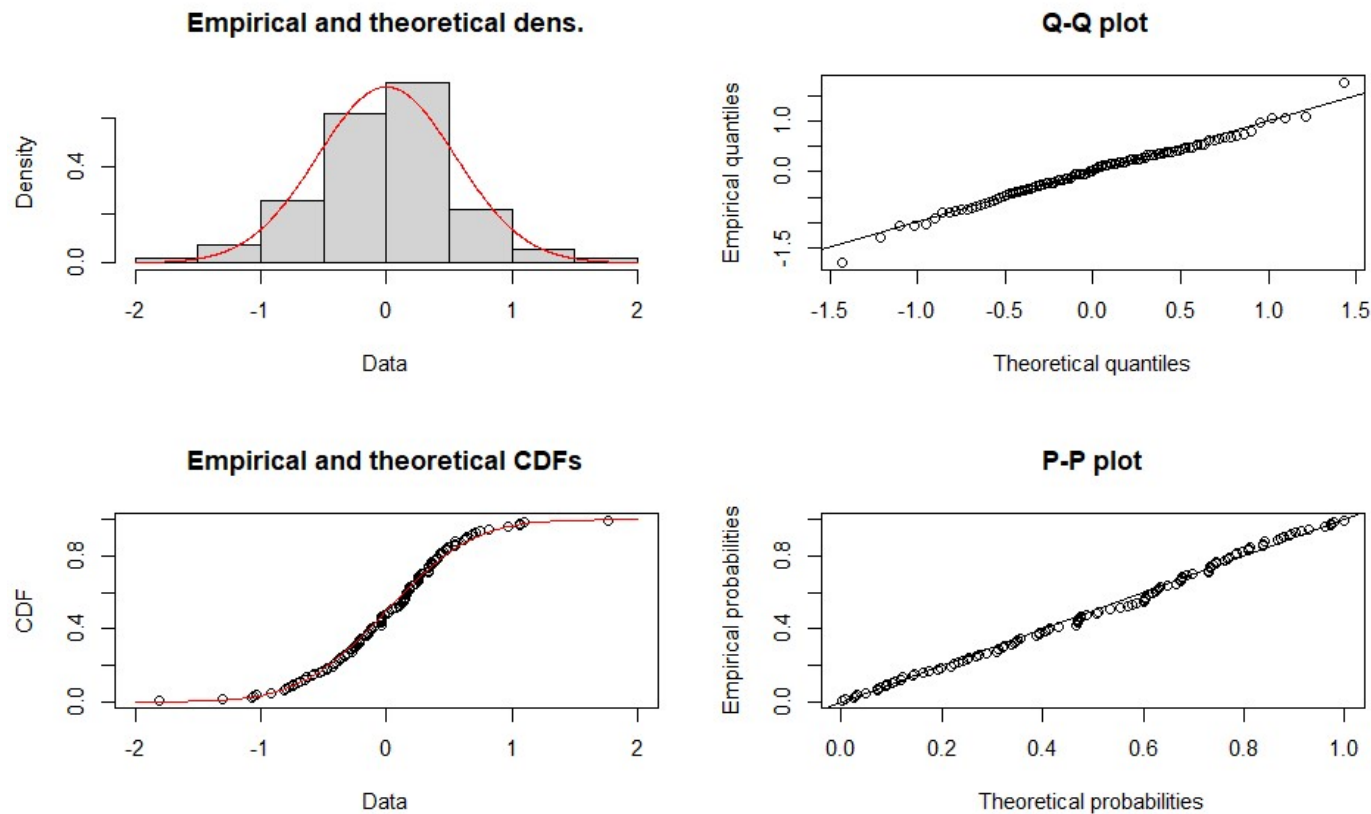 Empirical and theoretical dens.
Density
0.0 0.4
-2 -1 0 1 2
Data
Q-Q plot
Empirical quantiles
-1.5 0.0 1.0
-1.5 -1.0 -0.5 0.0 0.5 1.0 1.5
Theoretical quantiles
Empirical and theoretical CDFs
CDF
0.0 0.4 0.8
-2 -1 0 1 2
Data
P-P plot
Empirical probabilities
0.0 0.4 0.8
0.0 0.2 0.4 0.6 0.8 1.0
Theoretical probabilities